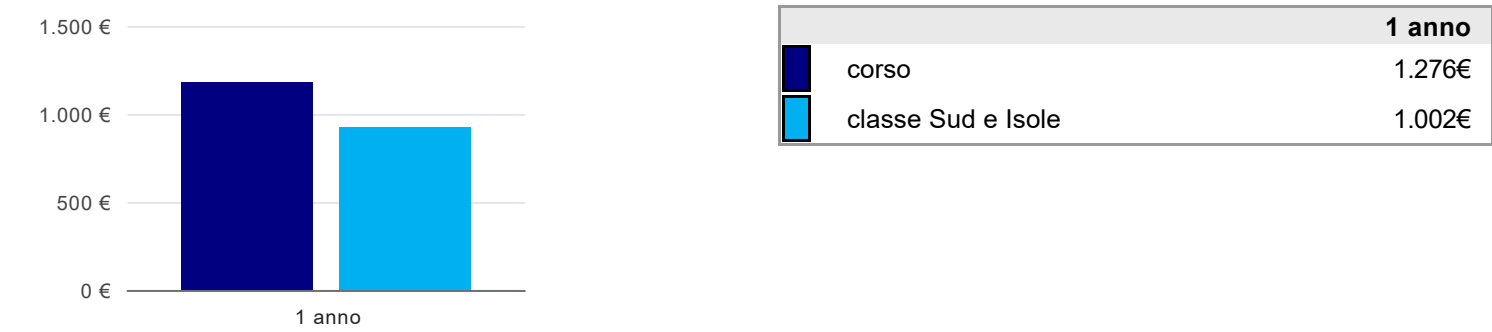 1.500 €
1.000 €
500 €
0 €
1 anno
1 anno
corso 1.276€
classe Sud e Isole 1.002€